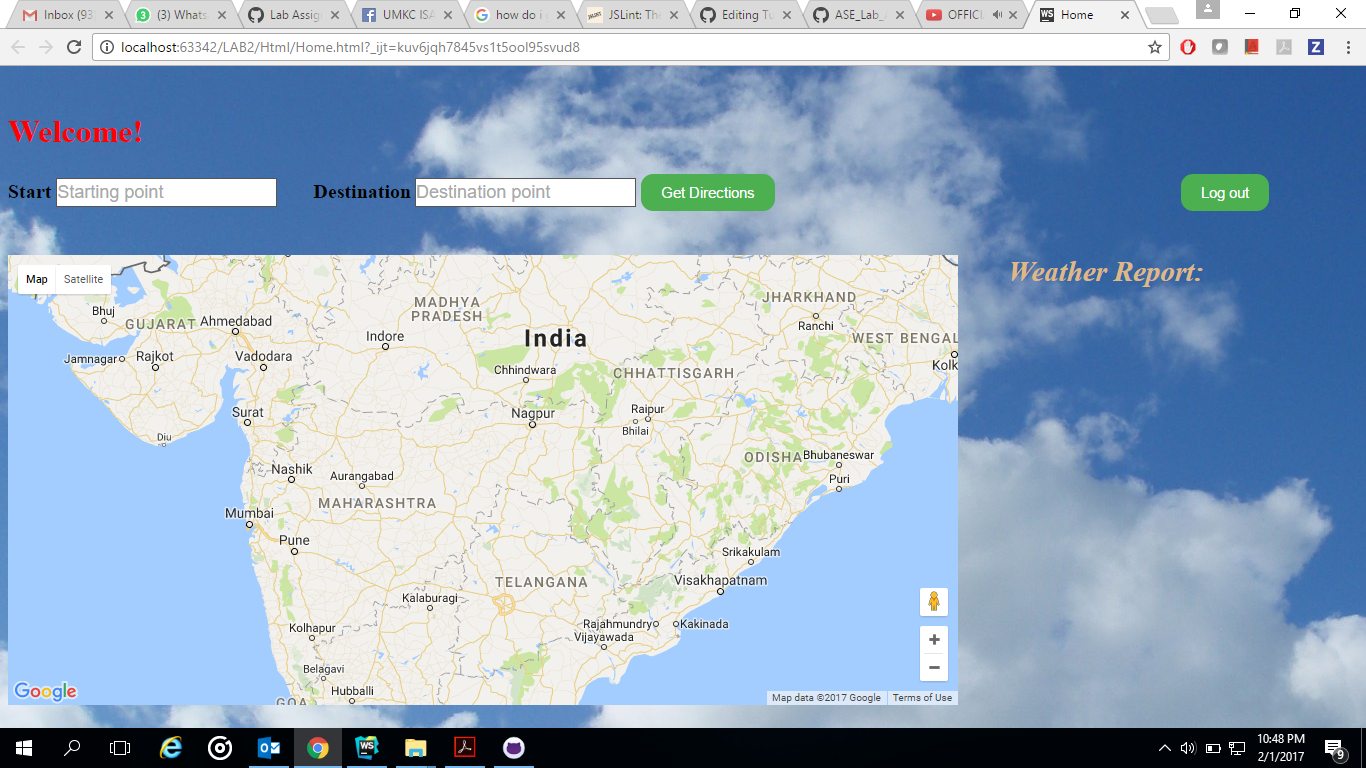 Inbox (93
(3) Whats
Lab Assig
UMKC ISA
how do i
JSLint: The
Editing Tu
ASE_Lab_A
OFFIC
Home
localhost:63342/LAB2/Html/Home.html?_ijt=kuv6jqh7845vs1t5ool95svud8
Welcome!
Start Starting point Destination Destination point Get Directions Log out
Weather Report:
Map Satellite
MADHYA
PRADESH
JHARKHAND
Bhuj
GUJARAT
Ahmedabad
Indore
India
Ranchi
WEST BENGAL
Jamnagar
Rajkot
Vadodara
Chhindwara
CHHATTISGARH
Kolk
Surat
Nagpur
Raipur
Bhilai
Diu
ODISHA
Bhubaneswar
Nashik
Aurangabad
Puri
MAHARASHTRA
Mumbai
Pune
Srikakulam
TELANGANA
Visakhapatnam
Kalaburagi
Kolhapur
Rajahmundry
Kakinada
Vijayawada
Belagavi
Hubballi
GOA
Google
Map data ©2017 Google
Terms of Use
WS
10:48 PM
2/1/2017
9